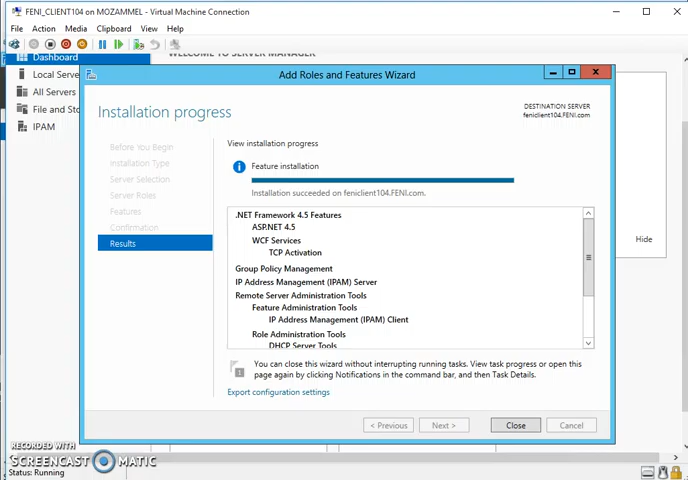 FENI_CLIENT104 on MOZAMMEL - Virtual Machine Connection
File Action Media Clipboard View Help
Dashboard
WELCOME TO SERVER MANAGER
Local Serve
All Servers
File and Sto
IPAM
Add Roles and Features Wizard
Installation progress
DESTINATION SERVER
feniclient104.FENI.com
Before You Begin
Installation Type
Server Selection
Server Roles
Features
Confirmation
Results
View installation progress
Feature installation
Installation succeeded on feniclient104.FENI.com.
.NET Framework 4.5 Features
ASP.NET 4.5
WCF Services
TCP Activation
Group Policy Management
IP Address Management (IPAM) Server
Remote Server Administration Tools
Feature Administration Tools
IP Address Management (IPAM) Client
Role Administration Tools
DHCP Server Tools
Hide
You can close this wizard without interrupting running tasks. View task progress or open this
page again by clicking Notifications in the command bar, and then Task Details.
Export configuration settings
< Previous
Next >
Close
Cancel
RECORDED WITH
SCREENCAST MATIC
Status: Running